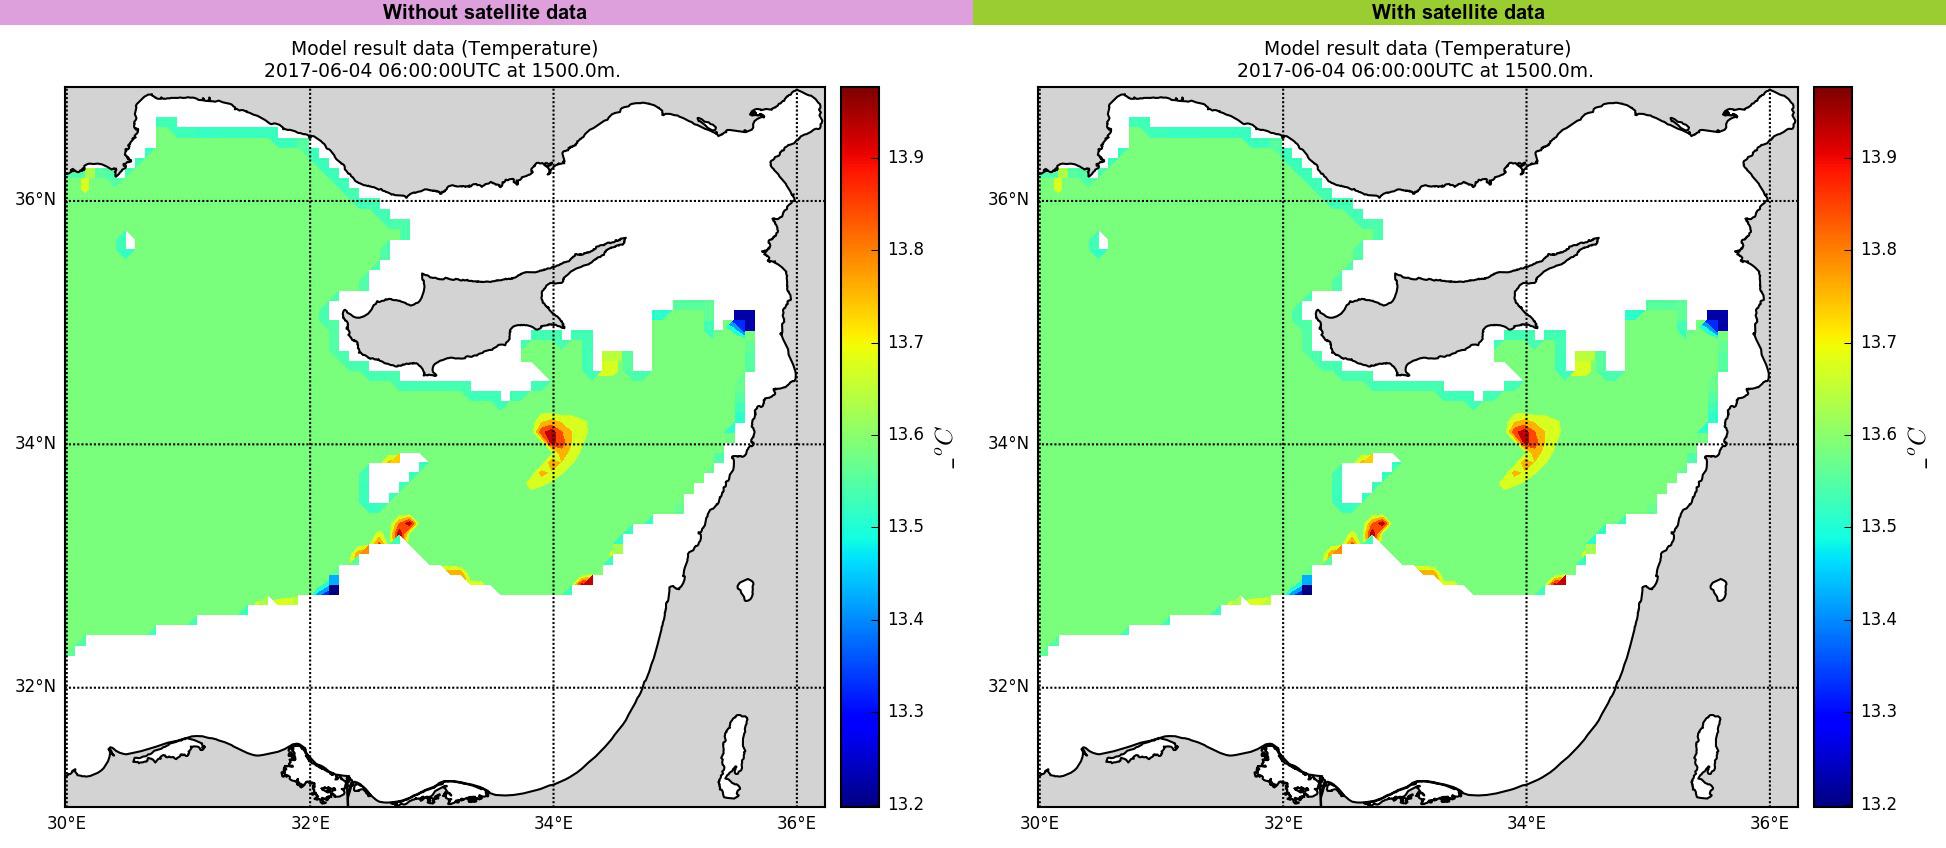 Without satellite data
With satellite data
Model result data (Temperature)
2017-06-04 06:00:00UTC at 1500.0m.
36°N
34°N
32°N
30°E
32°E
34°E
36°E
13.9
13.8
13.7
13.6
13.5
13.4
13.3
13.2
_°C
Model result data (Temperature)
2017-06-04 06:00:00UTC at 1500.0m.
36°N
34°N
32°N
30°E
32°E
34°E
36°E
13.9
13.8
13.7
13.6
13.5
13.4
13.3
13.2
_°C